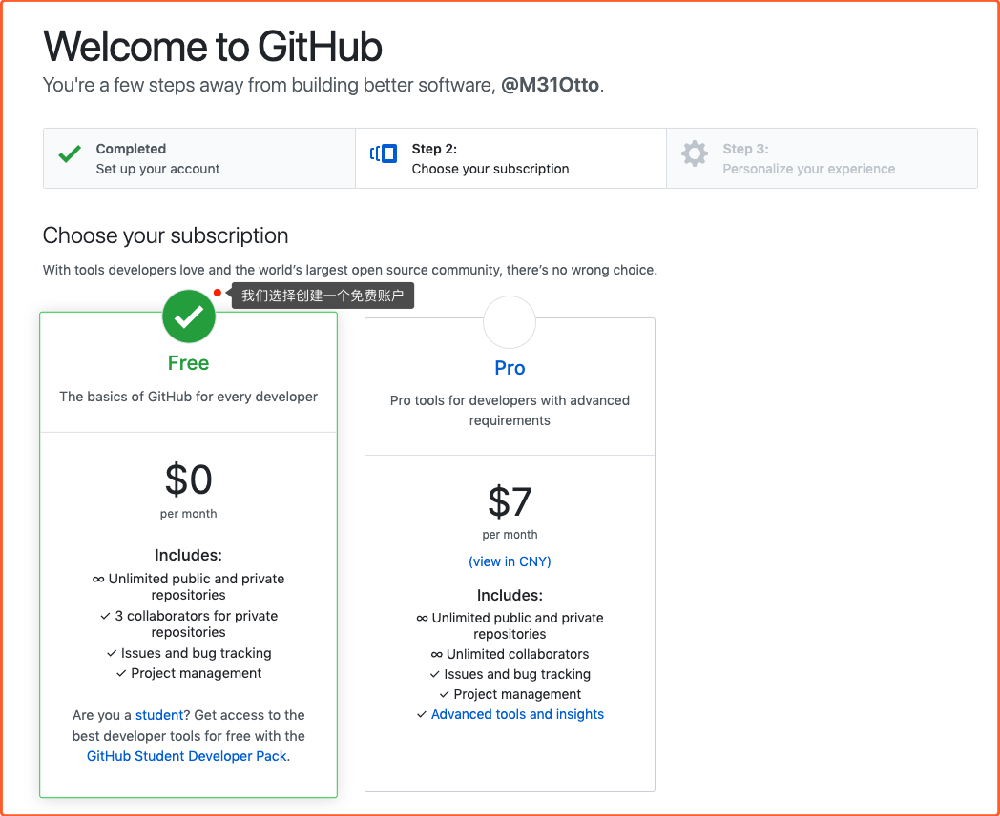 Welcome to GitHub
You're a few steps away from building better software, @M31Otto.
Completed
Set up your account
Step 2:
Choose your subscription
Step 3:
Personalize your experience
Choose your subscription
With tools developers love and the world’s largest open source community, there’s no wrong choice.
我们选择创建一个免费账户
Free
The basics of GitHub for every developer
$0
per month
Includes:
∞ Unlimited public and private
repositories
✓ 3 collaborators for private
repositories
✓ Issues and bug tracking
✓ Project management
Are you a student? Get access to the
best developer tools for free with the
GitHub Student Developer Pack.
Pro
Pro tools for developers with advanced
requirements
$7
per month
(view in CNY)
Includes:
∞ Unlimited public and private
repositories
∞ Unlimited collaborators
✓ Issues and bug tracking
✓ Project management
✓ Advanced tools and insights